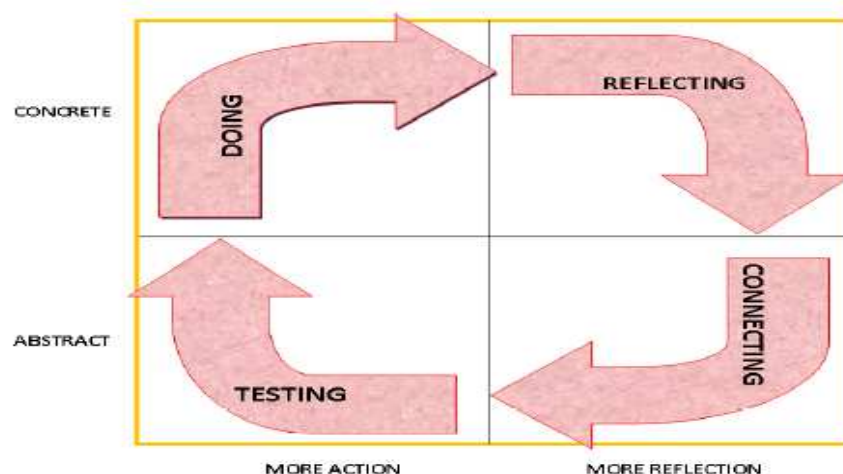 CONCRETE
DOING
REFLECTING
ABSTRACT
TESTING
CONNECTING
MORE ACTION
MORE REFLECTION